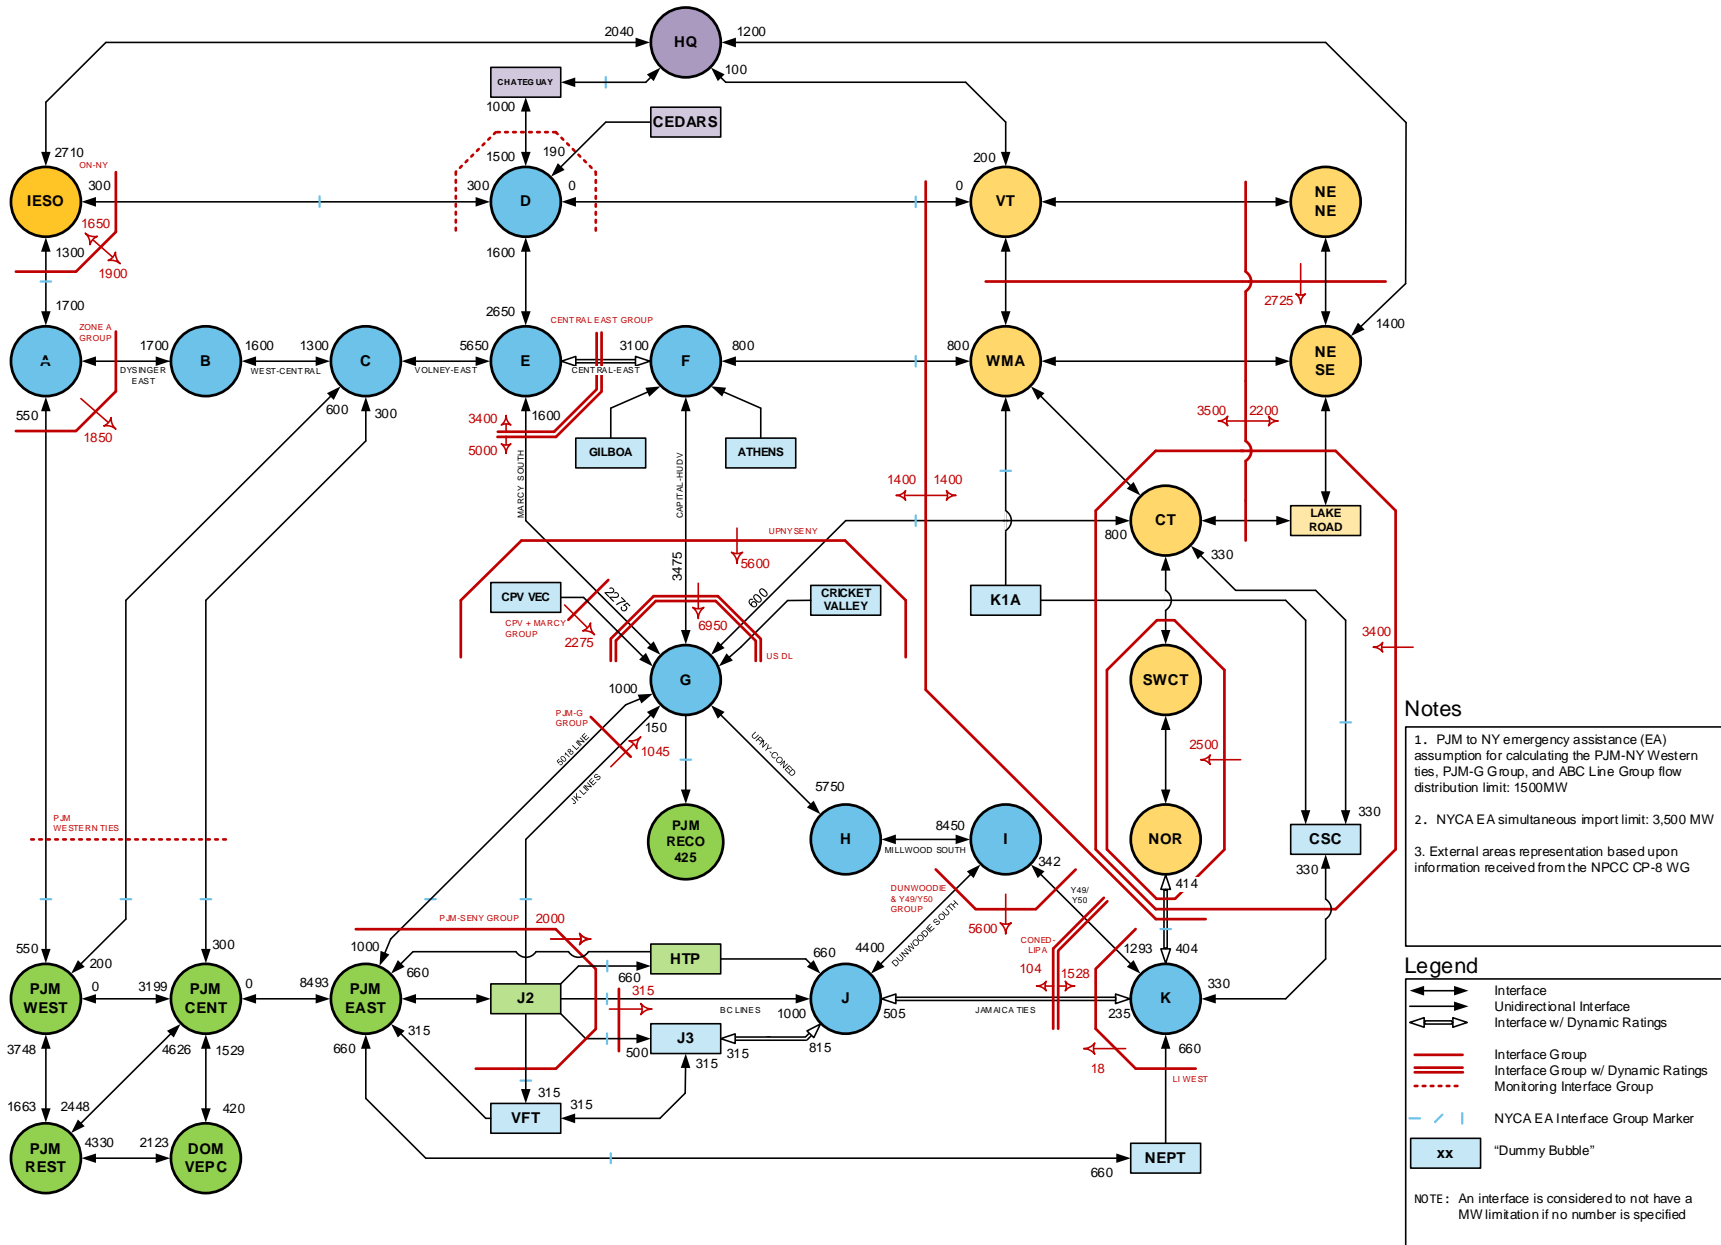 2040
HQ
1200
100
CHATEGUAY
1000
CEDARS
2710
ON-NY
1500
190
200
IESO
300
300
D
0
0
VT
NE
NE
1650
1300
1900
1600
2725
1700
2650
CENTRAL EAST GROUP
1400
ZONE A
GROUP
A
1700
DYSINGER
EAST
B
1600
WEST-CENTRAL
1300
C
5650
VOLNEY-EAST
E
3100
CENTRAL-EAST
F
800
800
WMA
NE
SE
550
1850
600
300
3400
1600
5000
GILBOA
ATHENS
3500
2200
MARCY SOUTH
CAPITAL-HUDV
1400
1400
CT
800
330
LAKE
ROAD
UPNYSENY
5600
3475
CPV VEC
2275
600
CRICKET
VALLEY
K1A
CPV + MARCY
GROUP
2275
6950
US DL
3400
G
1000
150
SWCT
PJM-G
GROUP
5018 LINE
1045
JK LINES
UPNY-CONED
2500
5750
PJM
RECO
425
H
8450
MILLWOOD SOUTH
I
342
NOR
330
CSC
330
PJM
WESTERN TIES
DUNWOODIE
& Y49/Y50
GROUP
Y49/
Y50
414
PJM-SENY GROUP
2000
DUNWOODIE SOUTH
5600
CONED-
LIPA
550
200
300
1000
660
HTP
660
4400
1293
404
PJM
WEST
0
3199
PJM
CENT
0
8493
PJM
EAST
660
J2
315
BC LINES
1000
J
505
JAMAICA TIES
104
1528
235
K
330
3748
4626
1529
660
315
500
J3
315
315
815
18
660
LI WEST
1663
2448
420
315
VFT
315
PJM
REST
4330
2123
DOM
VEPC
660
NEPT
Notes
1. PJM to NY emergency assistance (EA)
assumption for calculating the PJM-NY Western
ties, PJM-G Group, and ABC Line Group flow
distribution limit: 1500MW
2. NYCA EA simultaneous import limit: 3,500 MW
3. External areas representation based upon
information received from the NPCC CP-8 WG
Legend
Interface
Unidirectional Interface
Interface w/ Dynamic Ratings
Interface Group
Interface Group w/ Dynamic Ratings
Monitoring Interface Group
NYCA EA Interface Group Marker
xx
"Dummy Bubble"
NOTE: An interface is considered to not have a
MW limitation if no number is specified